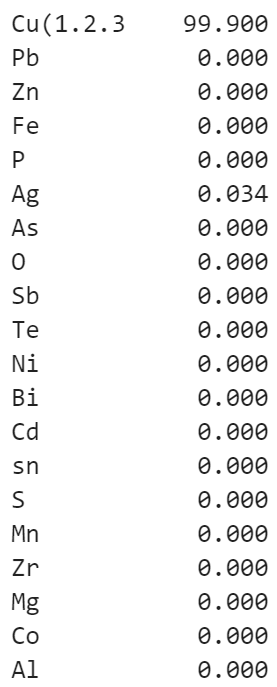 Cu(1.2.3 99.900
Pb 0.000
Zn 0.000
Fe 0.000
P 0.000
Ag 0.034
As 0.000
O 0.000
Sb 0.000
Te 0.000
Ni 0.000
Bi 0.000
Cd 0.000
sn 0.000
S 0.000
Mn 0.000
Zr 0.000
Mg 0.000
Co 0.000
Al 0.000